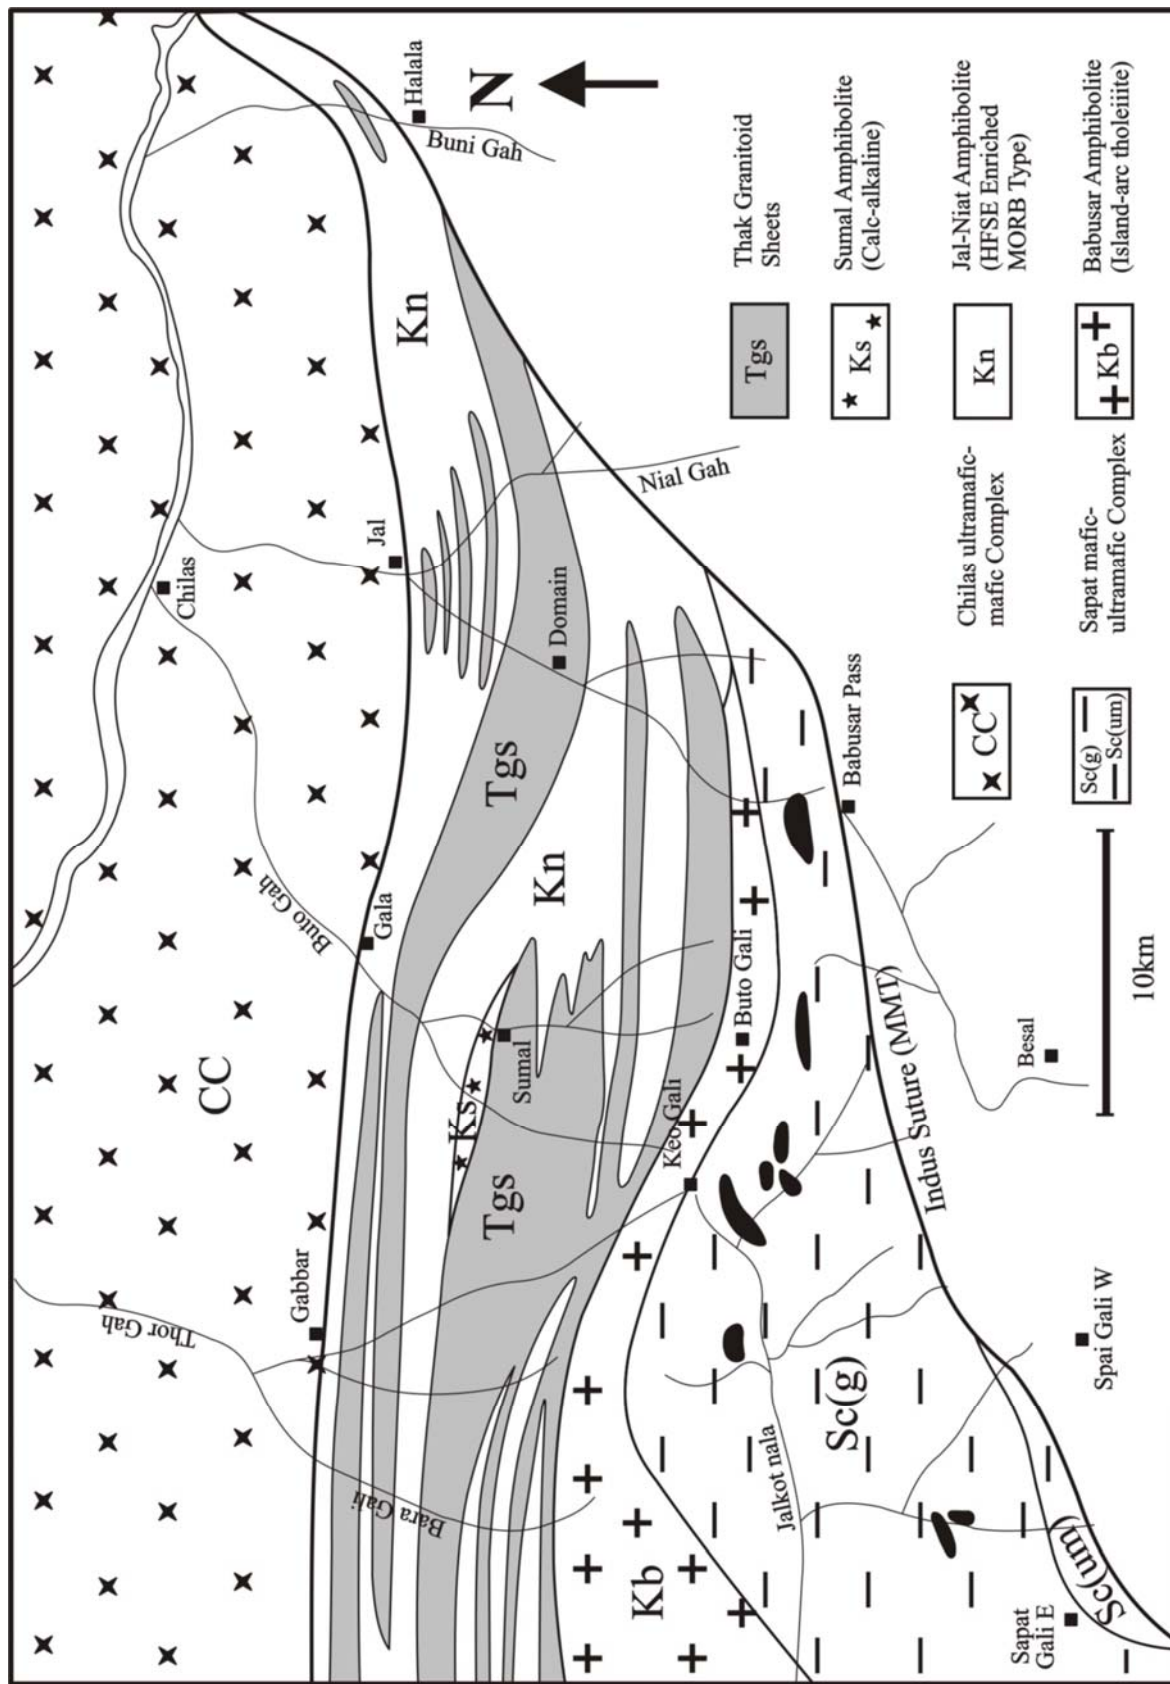 Chilas
CC
Thor Gah
Buto Gah
Gabbar
Gala
Jal
Halala
Buni Gah
N
Bara Gali
Ks
Sumal
Tgs
Tgs
Kn
Kn
Domain
Nial Gah
Kb
Keo Gali
Buto Gali
Jalkot nala
Sc(g)
Babusar Pass
Indus Suture (MMT)
Sapat
Gali E
Sc(um)
Spai Gali W
Besal
10km
Tgs
Thak Granitoid
Sheets
Ks
Sumal Amphibolite
(Calc-alkaline)
CC
Chilas ultramafic-
mafic Complex
Kn
Jal-Niat Amphibolite
(HFSE Enriched
MORB Type)
Sc(g)
Sc(um)
Sapat mafic-
ultramafic Complex
Kb
Babusar Amphibolite
(Island-arc tholeiiite)